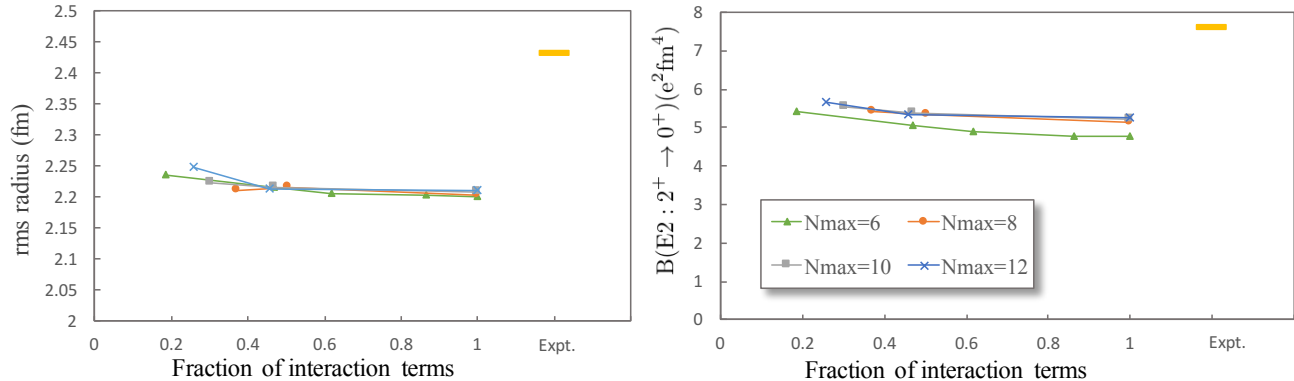 2.5
2.45
2.4
2.35
2.3
2.25
2.2
2.15
2.1
2.05
2
rms radius (fm)
0 0.2 0.4 0.6 0.8 1 Expt.
Fraction of interaction terms
8
7
6
5
4
3
2
1
0
B(E2 : 2⁺ → 0⁺)(e²fm⁴)
Nmax=6 Nmax=8
Nmax=10 Nmax=12
0 0.2 0.4 0.6 0.8 1 Expt.
Fraction of interaction terms